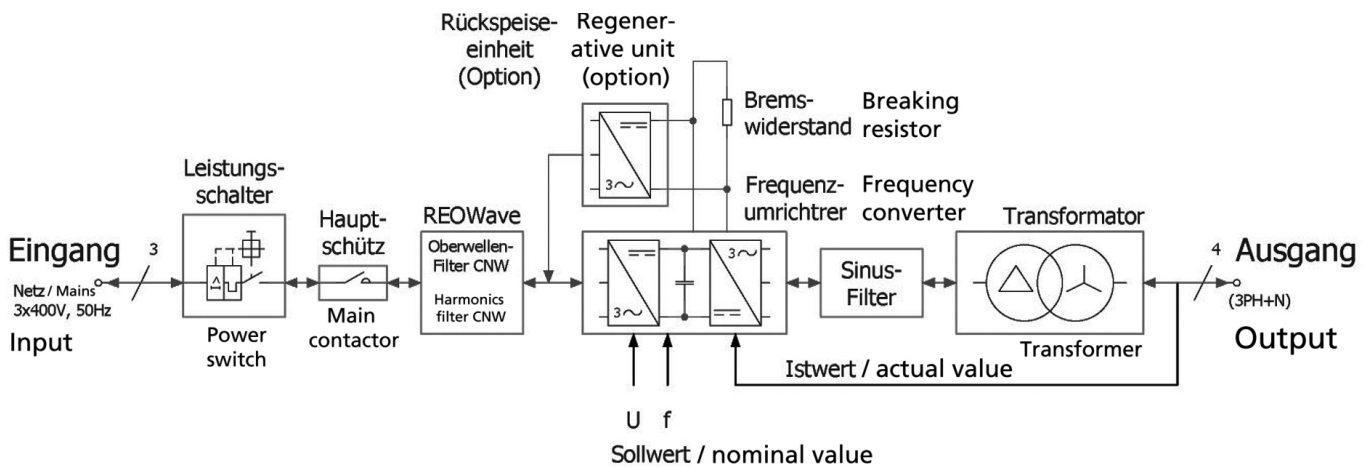 Rückspeise-
einheit
(Option)
Regener-
ative unit
(option)
Brems-
widerstand
Breaking
resistor
3~
Frequenz-
umrichtrer
Frequency
converter
Leistungs-
schalter
Haupt-
schütz
REOWave
Transformator
Eingang
3
Netz / Mains
3x400V, 50Hz
Input
I>
Power
switch
Main
contactor
Oberwellen-
Filter CNW
Harmonics
filter CNW
3~
3~
Sinus-
Filter
Transformer
4
Ausgang
(3PH+N)
Output
Istwert / actual value
U f
Sollwert / nominal value